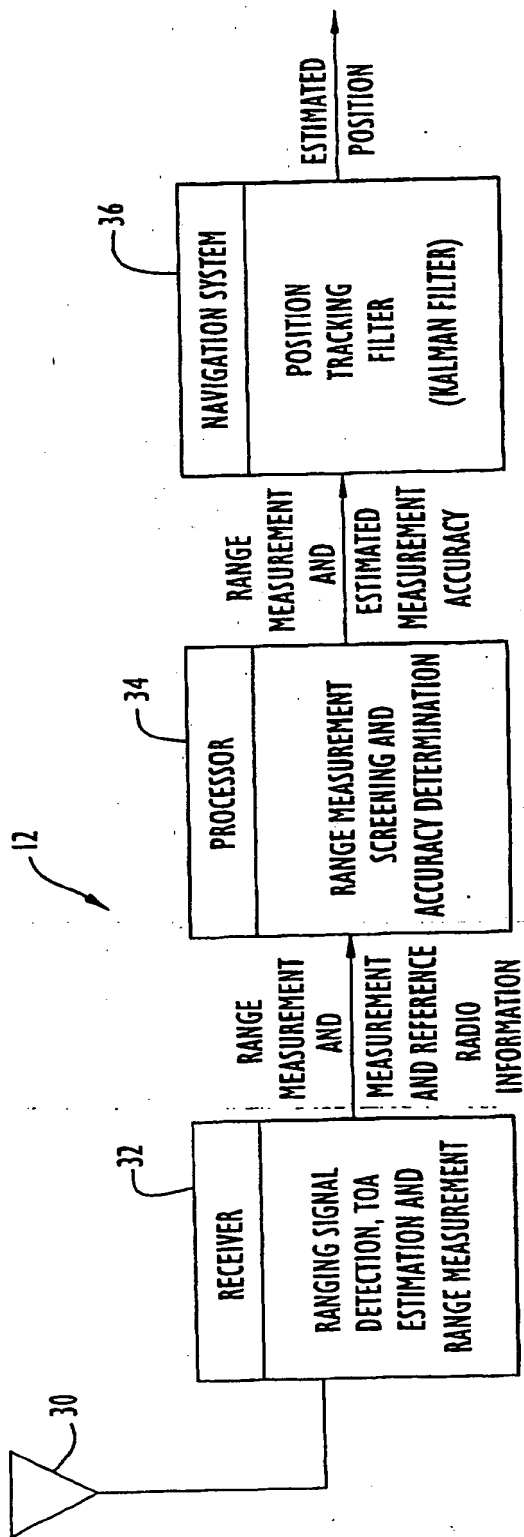 12
30
32
RECEIVER
RANGING SIGNAL
DETECTION, TOA
ESTIMATION AND
RANGE MEASUREMENT
RANGE
MEASUREMENT
AND
MEASUREMENT
AND REFERENCE
RADIO
INFORMATION
34
PROCESSOR
RANGE MEASUREMENT
SCREENING AND
ACCURACY DETERMINATION
RANGE
MEASUREMENT
AND
ESTIMATED
MEASUREMENT
ACCURACY
36
NAVIGATION SYSTEM
POSITION
TRACKING
FILTER
(KALMAN FILTER)
ESTIMATED
POSITION